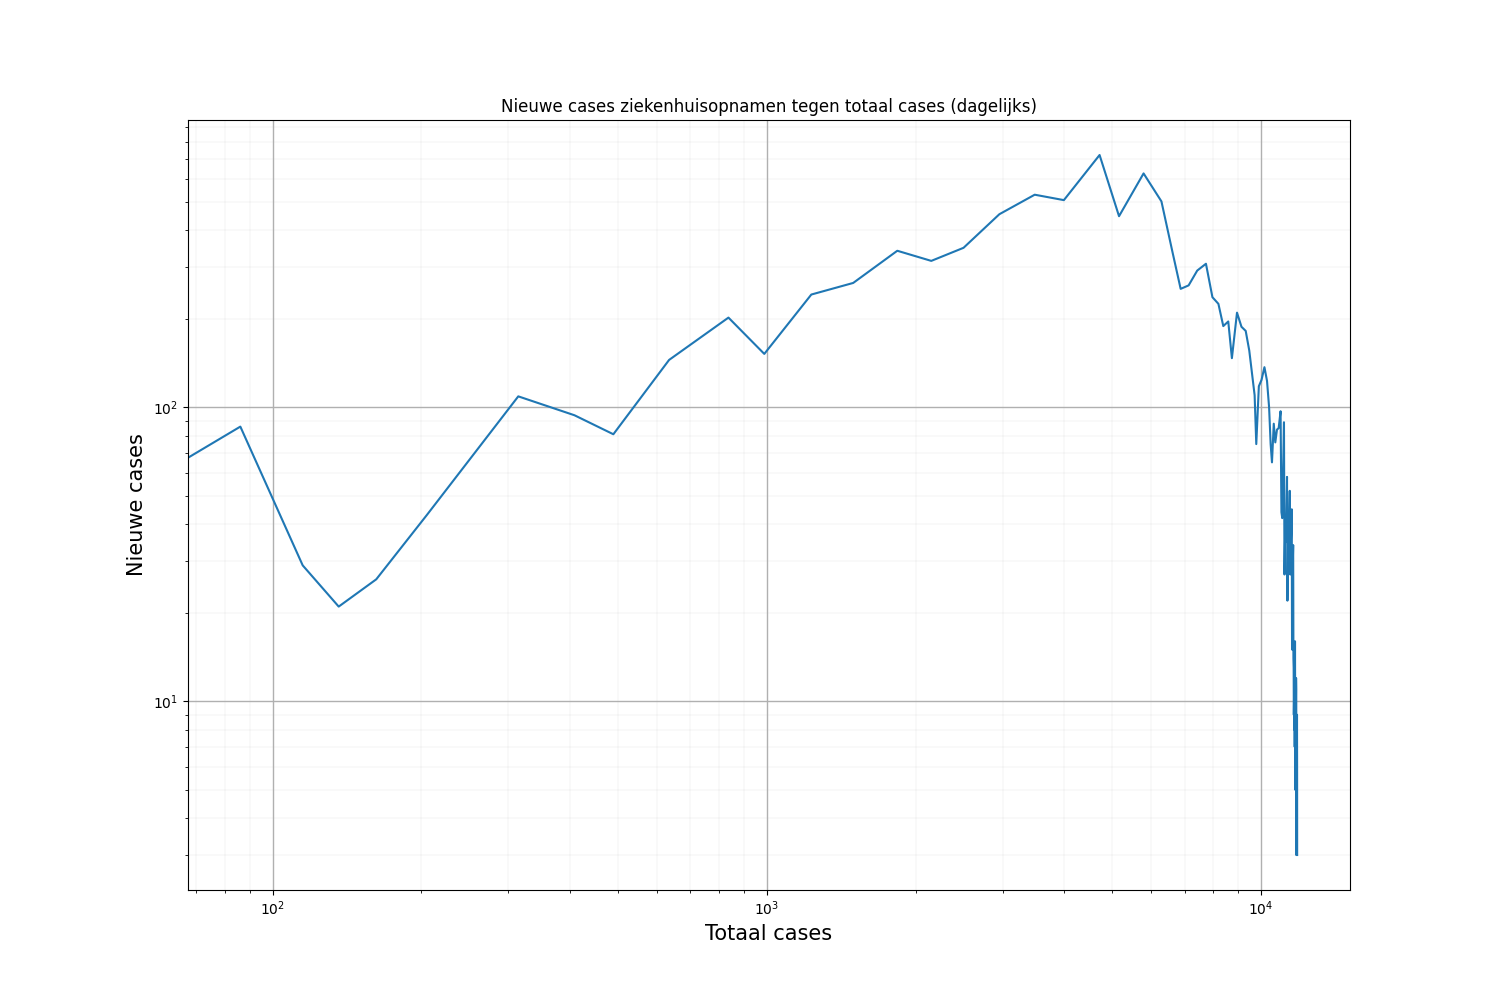 Nieuwe cases ziekenhuisopnamen tegen totaal cases (dagelijks)
Nieuwe cases
10²
10¹
10² 10³ 10⁴
Totaal cases